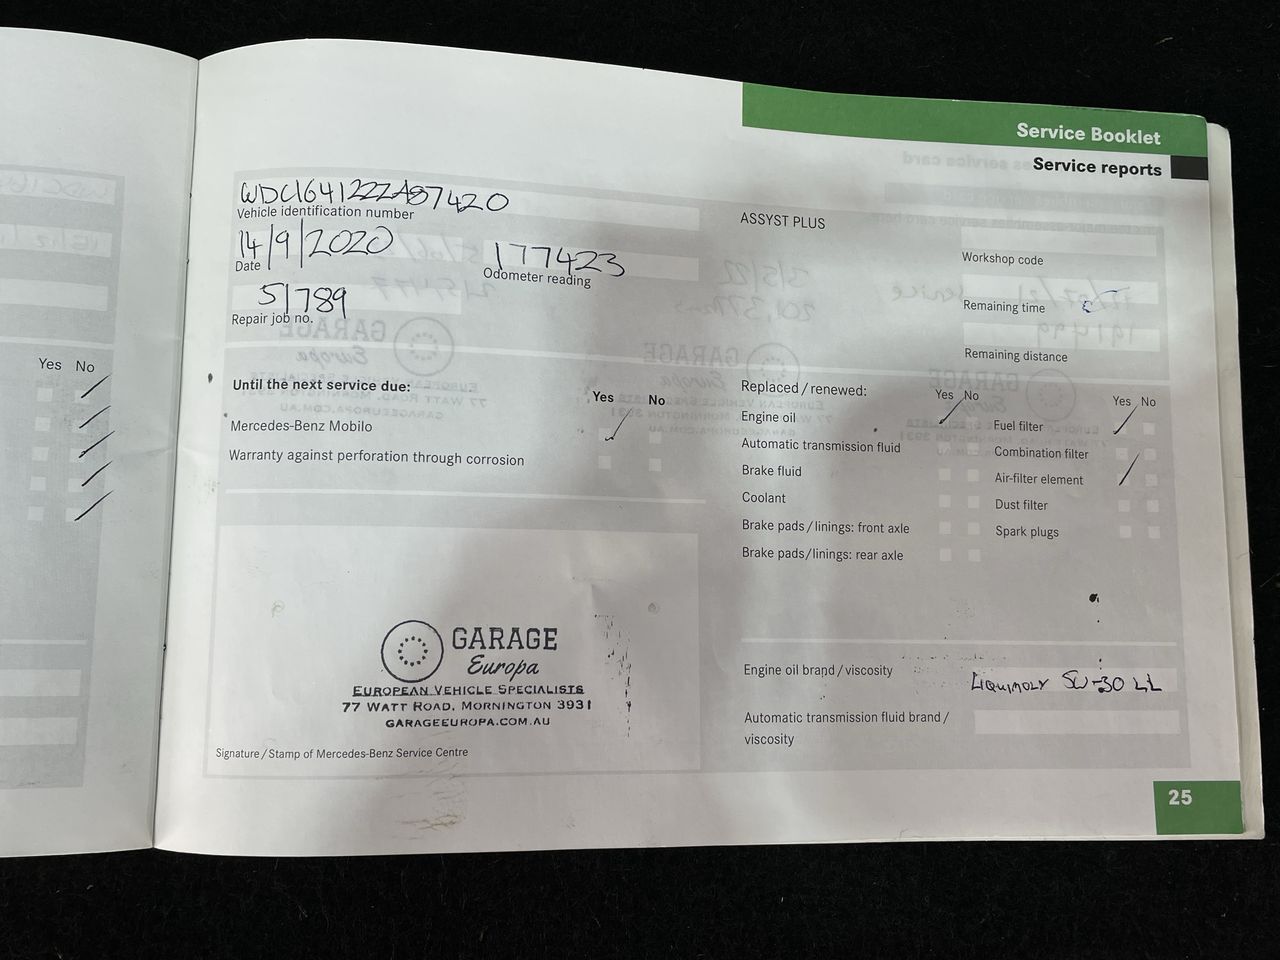 Service Booklet
Service reports
WDC1641222A87420
Vehicle identification number
14/9/2020
Date
177423
Odometer reading
51789
Repair job no.
Until the next service due:
Yes No
Mercedes-Benz Mobilo
Warranty against perforation through corrosion
GARAGE
Europa
EUROPEAN VEHICLE SPECIALISTS
77 WATT ROAD, MORNINGTON 3931
GARAGEEUROPA.COM.AU
Signature/Stamp of Mercedes-Benz Service Centre
ASSYST PLUS
Workshop code
Remaining time
Remaining distance
Replaced/renewed:
Yes No
Engine oil
Automatic transmission fluid
Brake fluid
Coolant
Brake pads/linings: front axle
Brake pads/linings: rear axle
Yes No
Fuel filter
Combination filter
Air-filter element
Dust filter
Spark plugs
Engine oil brand/viscosity
LIQUIMOLY 5W-30 LL
Automatic transmission fluid brand/
viscosity
25
Yes No